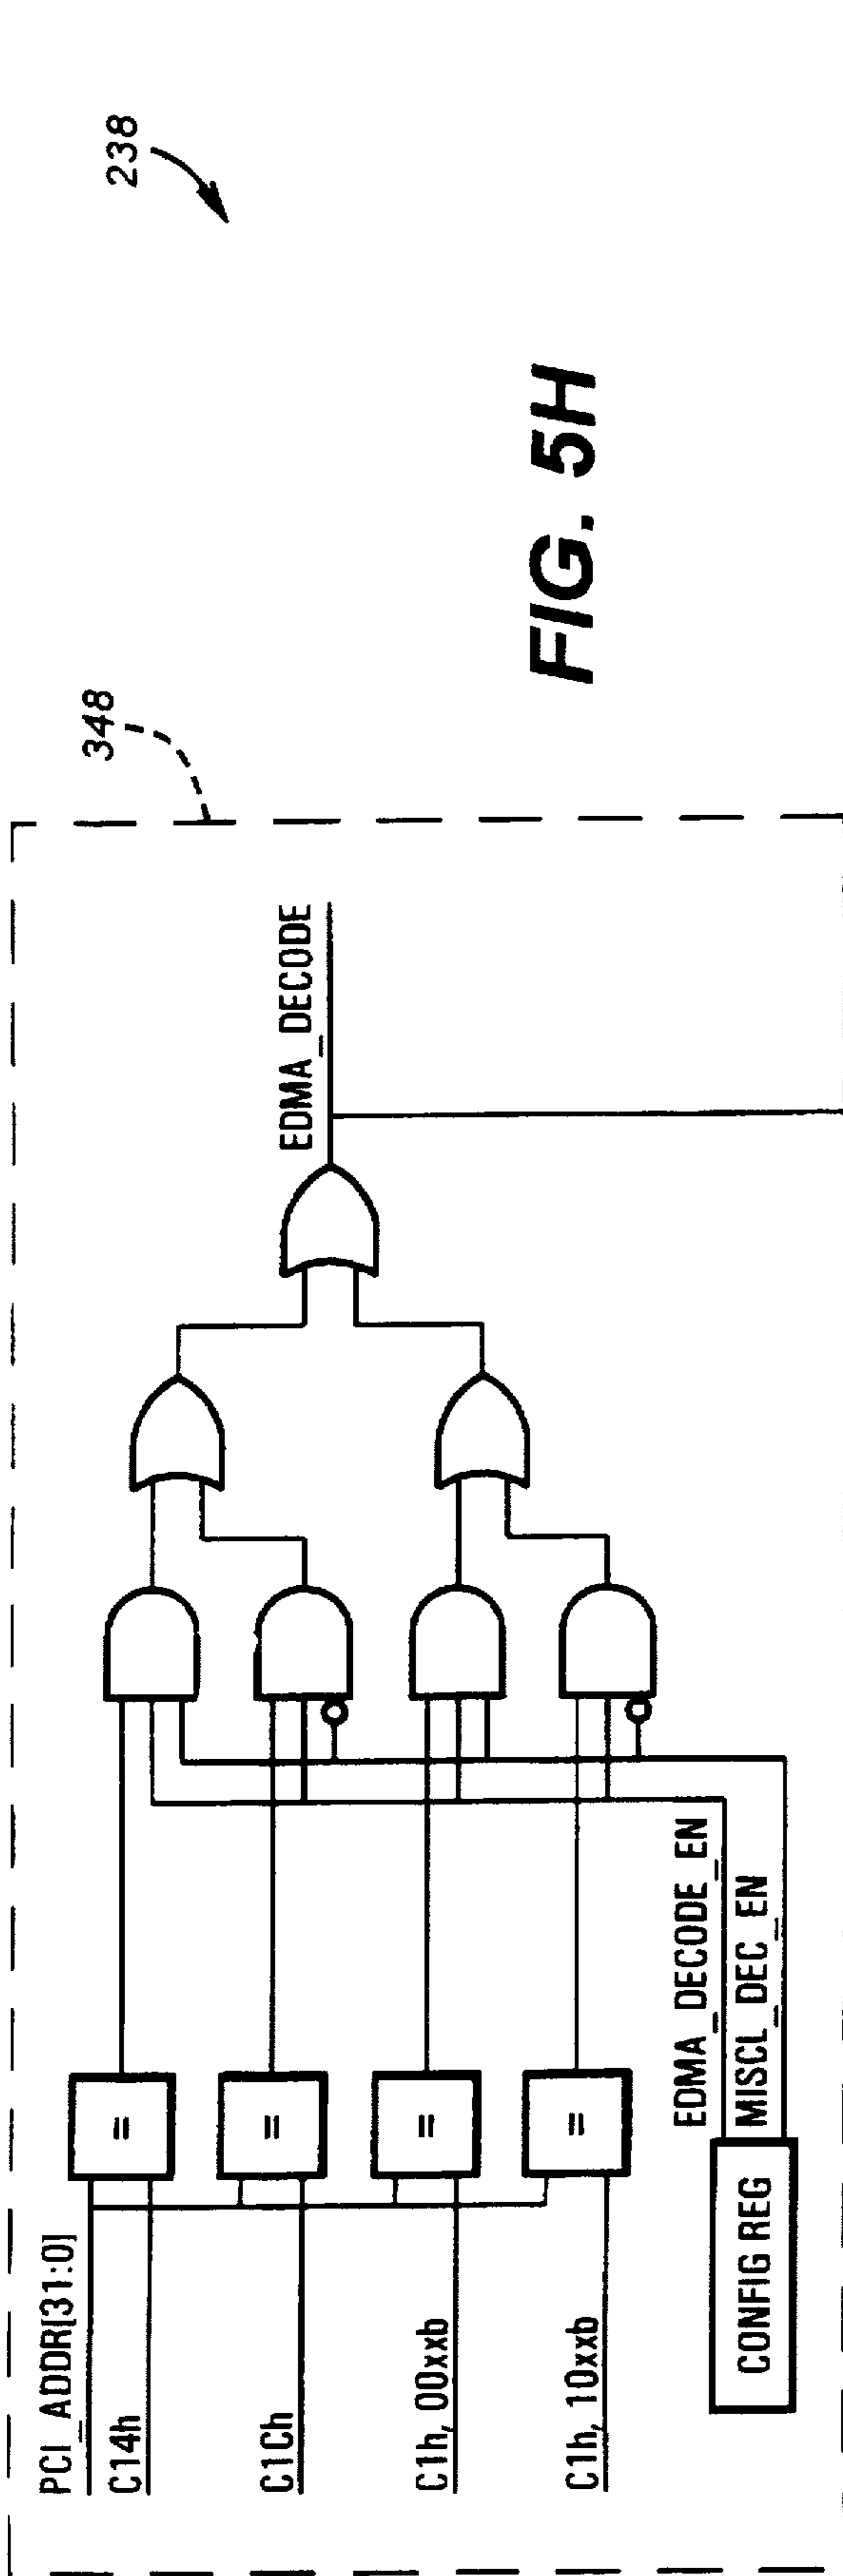 238
348
FIG. 5H
PCI_ADDR[31:0]
C14h
=
C1Ch
=
C1h, 00xxb
=
C1h, 10xxb
=
EDMA_DECODE_EN
MISCL_DEC_EN
CONFIG REG
EDMA_DECODE